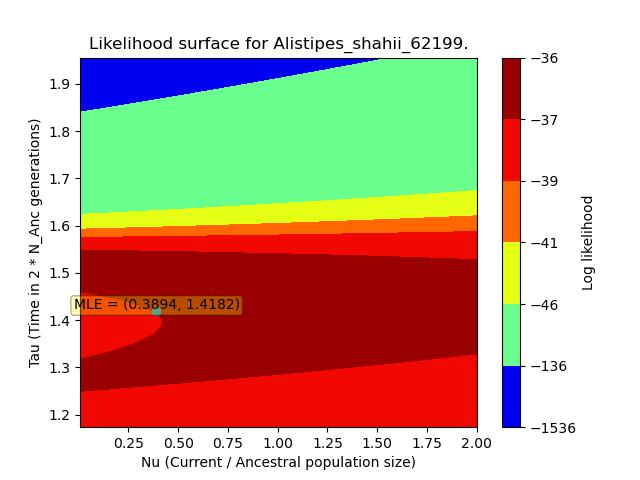 Likelihood surface for Alistipes_shahii_62199.
Tau (Time in 2 * N_Anc generations)
1.9
1.8
1.7
1.6
1.5
1.4
1.3
1.2
MLE = (0.3894, 1.4182)
0.25 0.50 0.75 1.00 1.25 1.50 1.75 2.00
Nu (Current / Ancestral population size)
−36
−37
−39
−41
−46
−136
−1536
Log likelihood